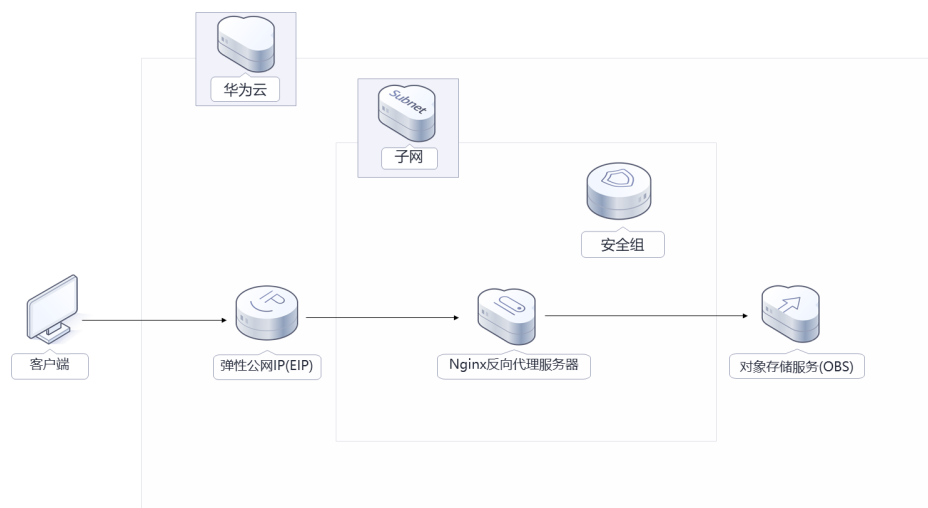 华为云
Subnet
子网
安全组
IP
客户端
弹性公网IP(EIP)
Nginx反向代理服务器
对象存储服务(OBS)